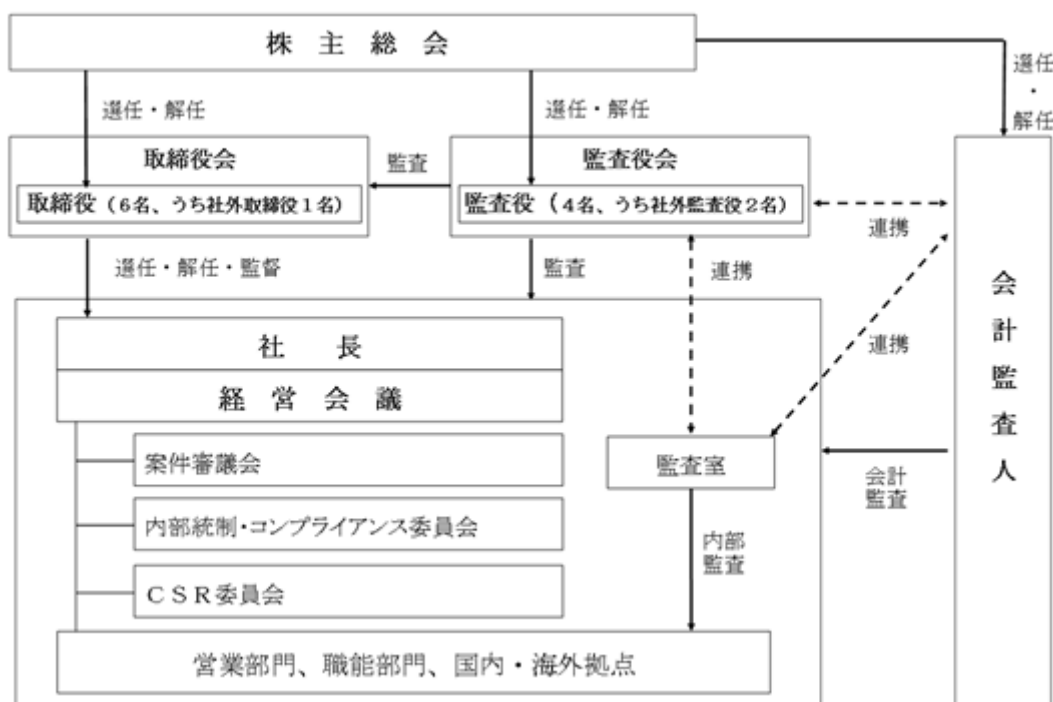 株主総会
選任・解任
選任・解任
選任
・
解任
取締役会
監査
監査役会
取締役（6名、うち社外取締役１名）
監査役（４名、うち社外監査役２名）
連携
選任・解任・監督
監査
連携
連携
社長
経営会議
案件審議会
監査室
会計
監査
内部統制・コンプライアンス委員会
内部
監査
ＣＳＲ委員会
営業部門、職能部門、国内・海外拠点
会計監査人